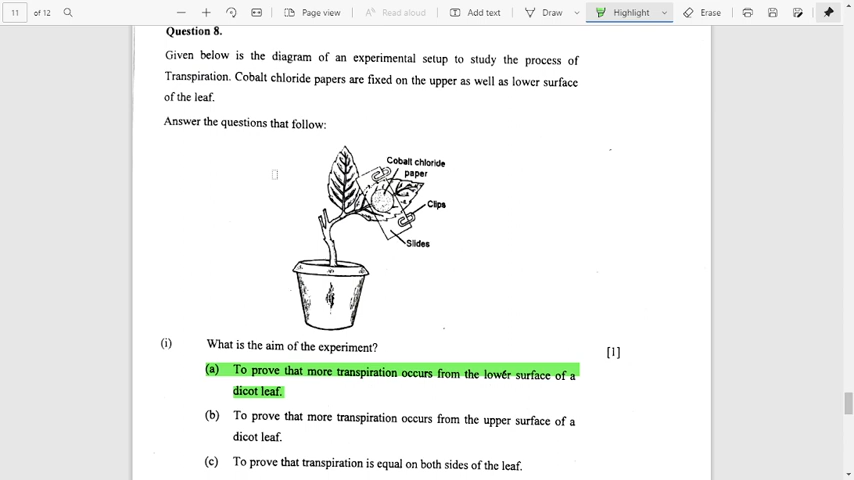 11 of 12 Page view Read aloud Add text Draw Highlight Erase
Question 8.
Given below is the diagram of an experimental setup to study the process of
Transpiration. Cobalt chloride papers are fixed on the upper as well as lower surface
of the leaf.
Answer the questions that follow:
Cobalt chloride
paper
Clips
Slides
(i) What is the aim of the experiment? [1]
(a) To prove that more transpiration occurs from the lower surface of a
dicot leaf.
(b) To prove that more transpiration occurs from the upper surface of a
dicot leaf.
(c) To prove that transpiration is equal on both sides of the leaf.